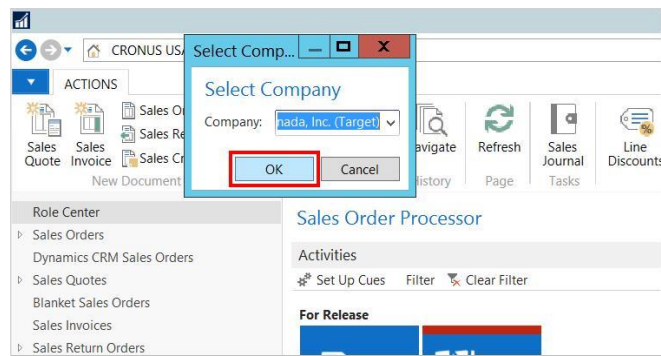 CRONUS USA
Select Comp...
ACTIONS
Select Company
Company: nada, Inc. (Target)
OK Cancel
Sales Quote
Sales Invoice
Sales Or
Sales Re
Sales Cr
New Document
avigate
History
Refresh
Page
Sales Journal
Tasks
Line Discounts
Role Center
Sales Orders
Dynamics CRM Sales Orders
Sales Quotes
Blanket Sales Orders
Sales Invoices
Sales Return Orders
Sales Order Processor
Activities
Set Up Cues Filter Clear Filter
For Release